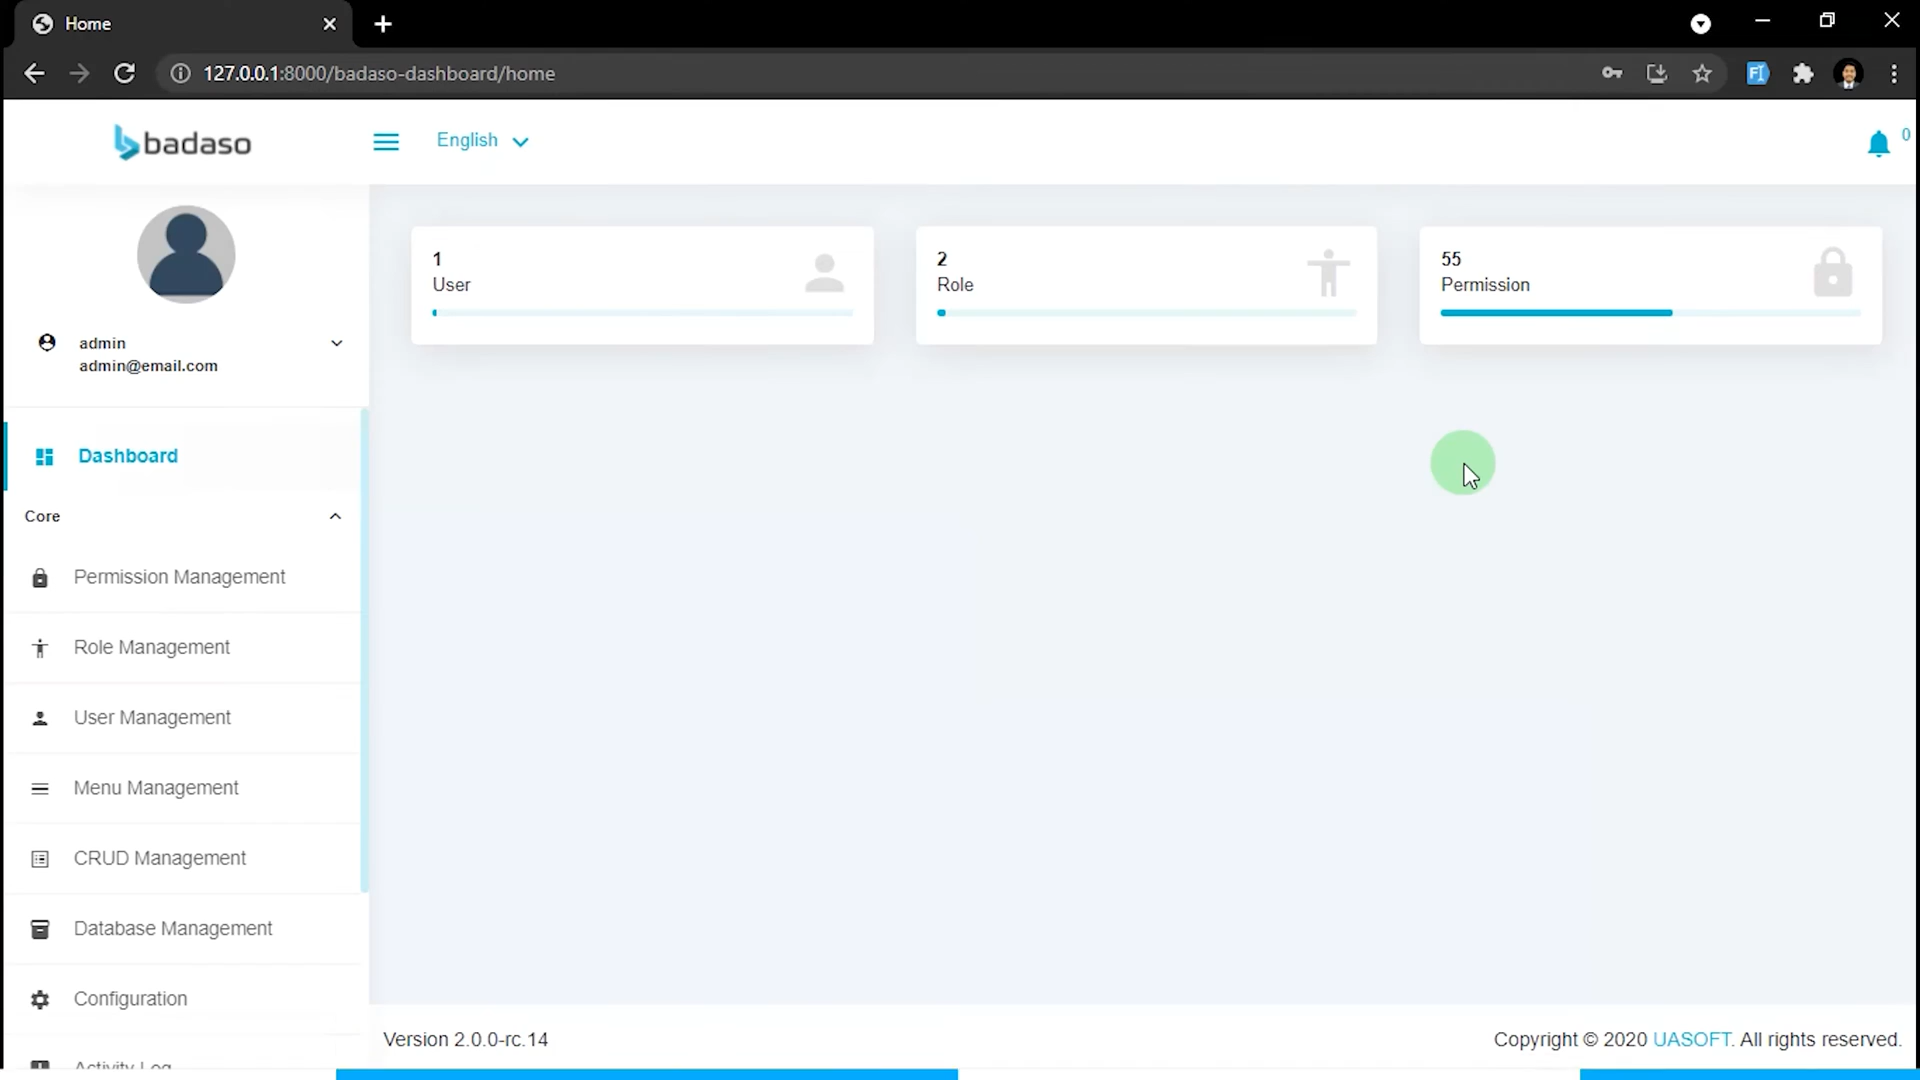 Home
127.0.0.1:8000/badaso-dashboard/home
badaso
English
0
1
User
2
Role
55
Permission
admin
admin@email.com
Dashboard
Core
Permission Management
Role Management
User Management
Menu Management
CRUD Management
Database Management
Configuration
Activity Log
Version 2.0.0-rc.14
Copyright © 2020 UASOFT. All rights reserved.